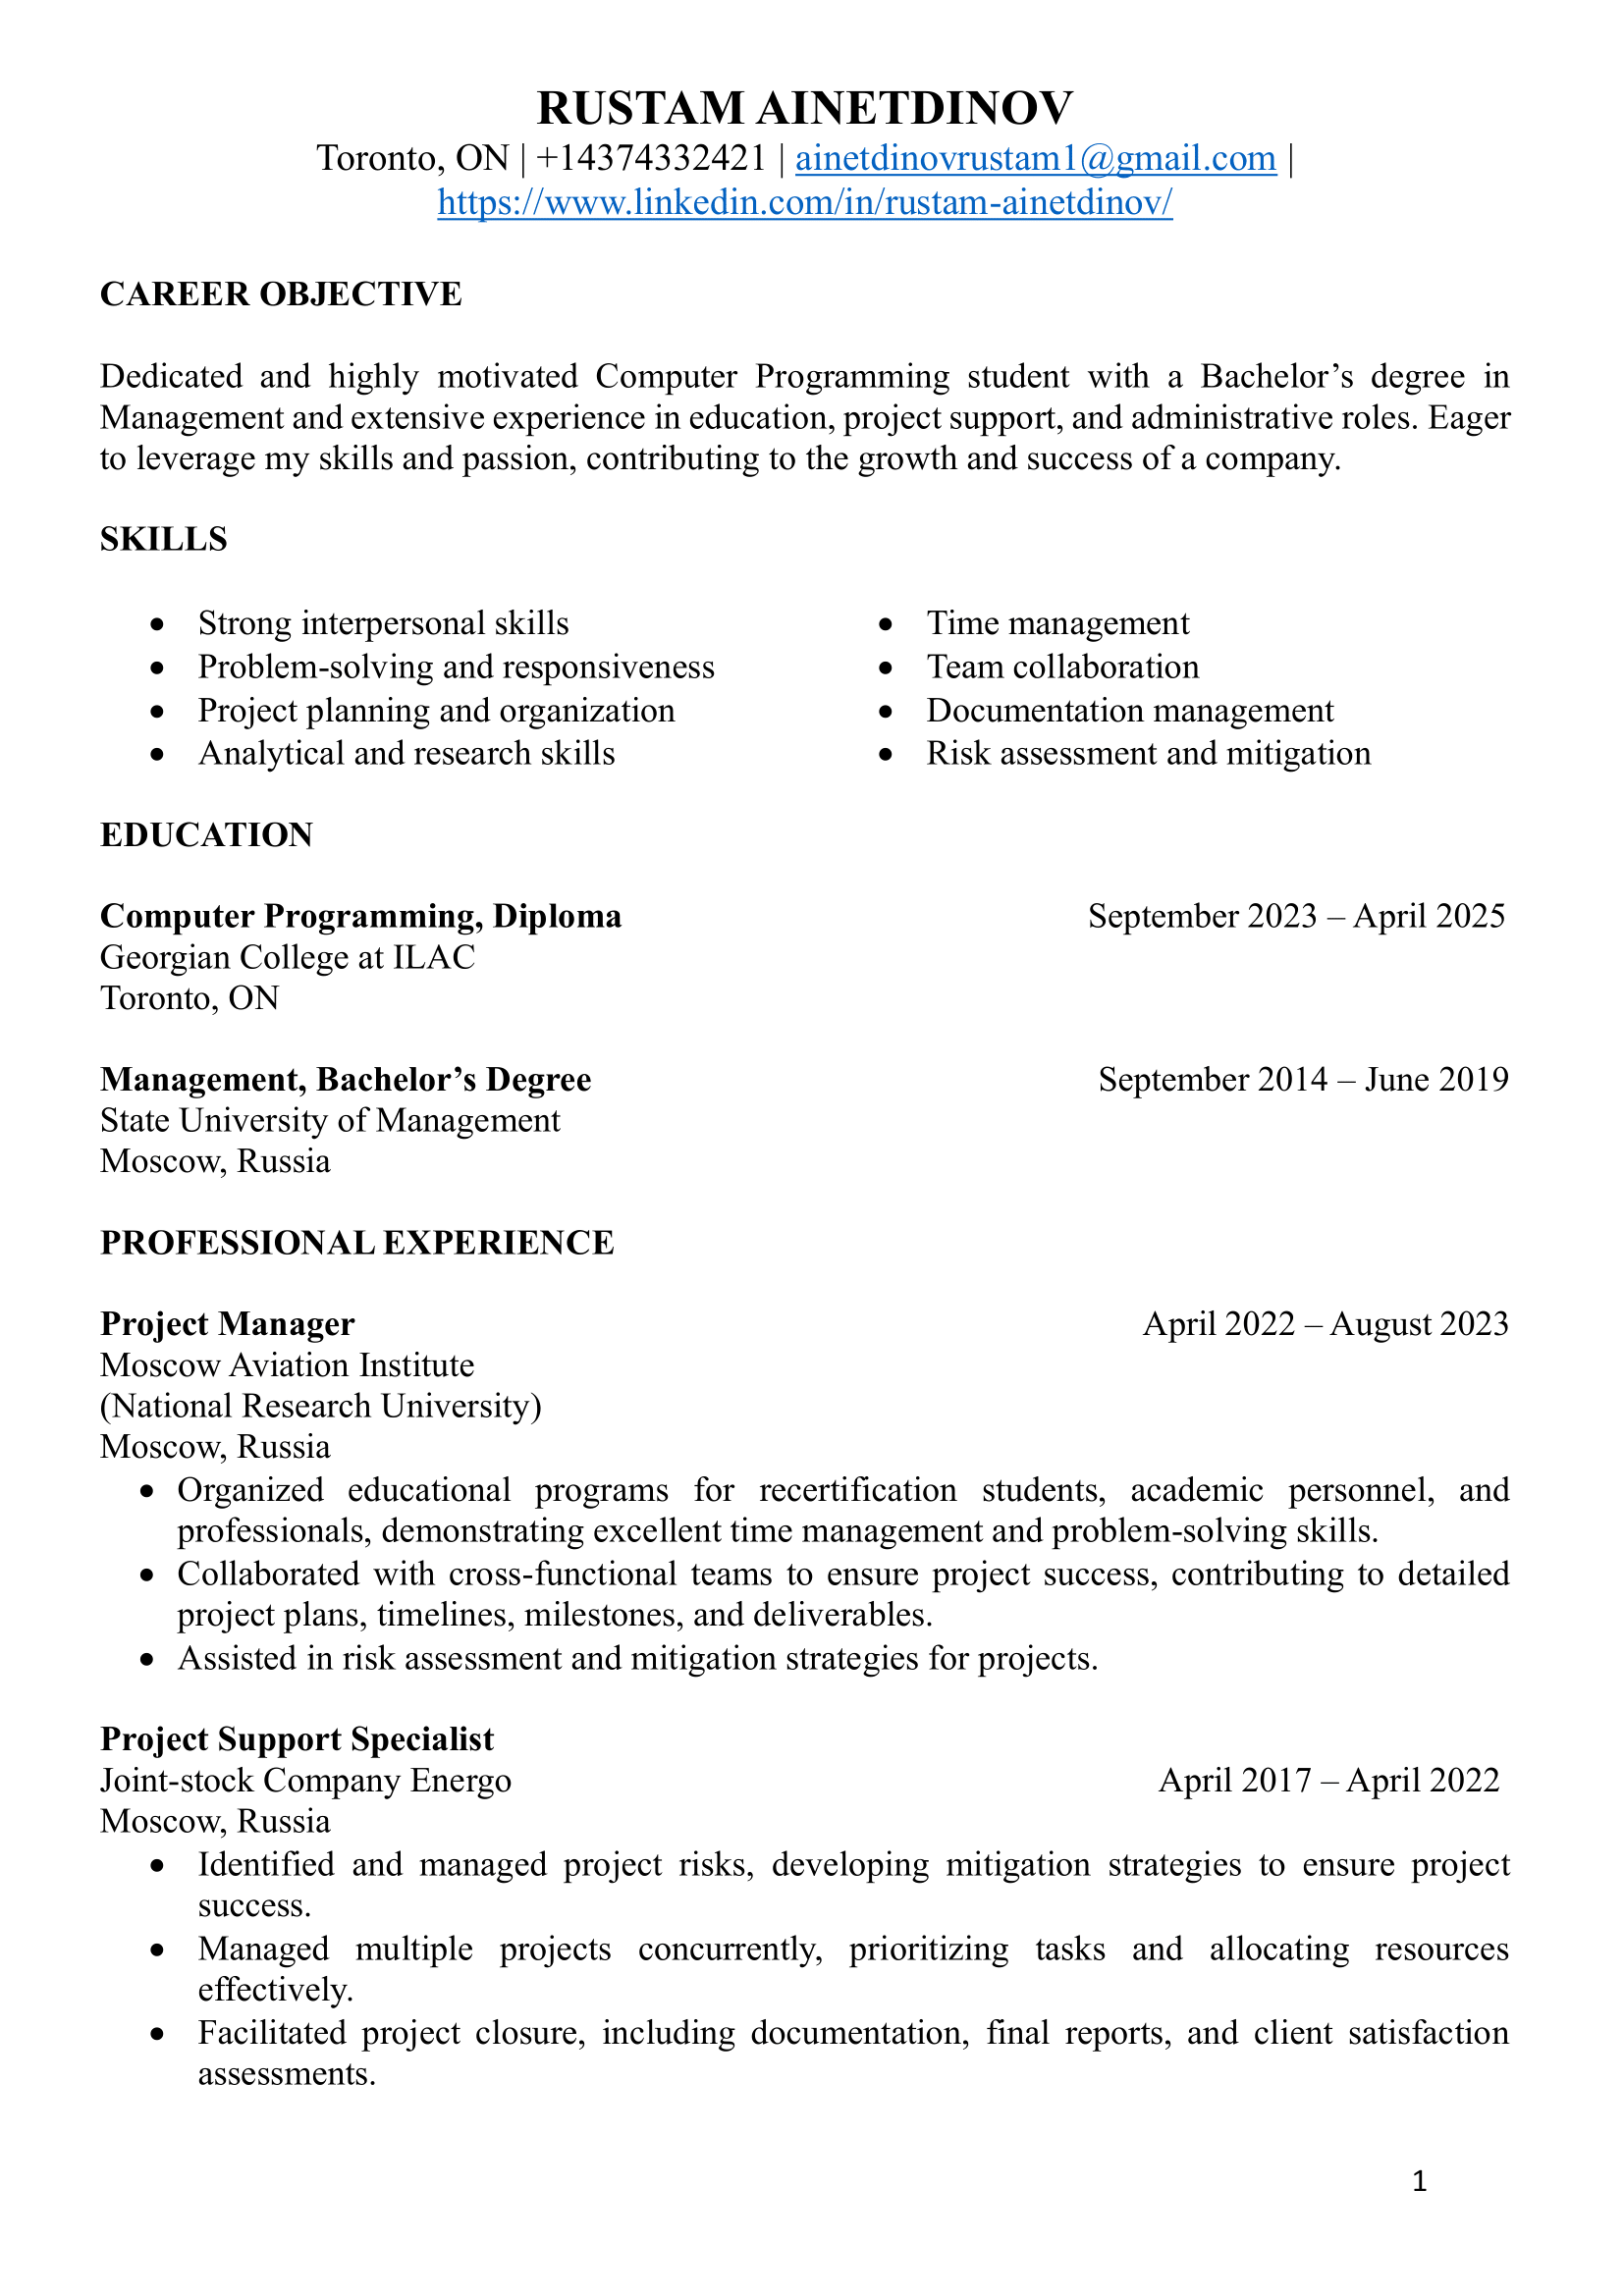 RUSTAM AINETDINOV
Toronto, ON | +14374332421 | ainetdinovrustam1@gmail.com |
https://www.linkedin.com/in/rustam-ainetdinov/
CAREER OBJECTIVE
Dedicated and highly motivated Computer Programming student with a Bachelor’s degree in
Management and extensive experience in education, project support, and administrative roles. Eager
to leverage my skills and passion, contributing to the growth and success of a company.
SKILLS
• Strong interpersonal skills
• Problem-solving and responsiveness
• Project planning and organization
• Analytical and research skills
• Time management
• Team collaboration
• Documentation management
• Risk assessment and mitigation
EDUCATION
Computer Programming, Diploma September 2023 – April 2025
Georgian College at ILAC
Toronto, ON
Management, Bachelor’s Degree September 2014 – June 2019
State University of Management
Moscow, Russia
PROFESSIONAL EXPERIENCE
Project Manager April 2022 – August 2023
Moscow Aviation Institute
(National Research University)
Moscow, Russia
• Organized educational programs for recertification students, academic personnel, and
professionals, demonstrating excellent time management and problem-solving skills.
• Collaborated with cross-functional teams to ensure project success, contributing to detailed
project plans, timelines, milestones, and deliverables.
• Assisted in risk assessment and mitigation strategies for projects.
Project Support Specialist
Joint-stock Company Energo April 2017 – April 2022
Moscow, Russia
• Identified and managed project risks, developing mitigation strategies to ensure project
success.
• Managed multiple projects concurrently, prioritizing tasks and allocating resources
effectively.
• Facilitated project closure, including documentation, final reports, and client satisfaction
assessments.
1